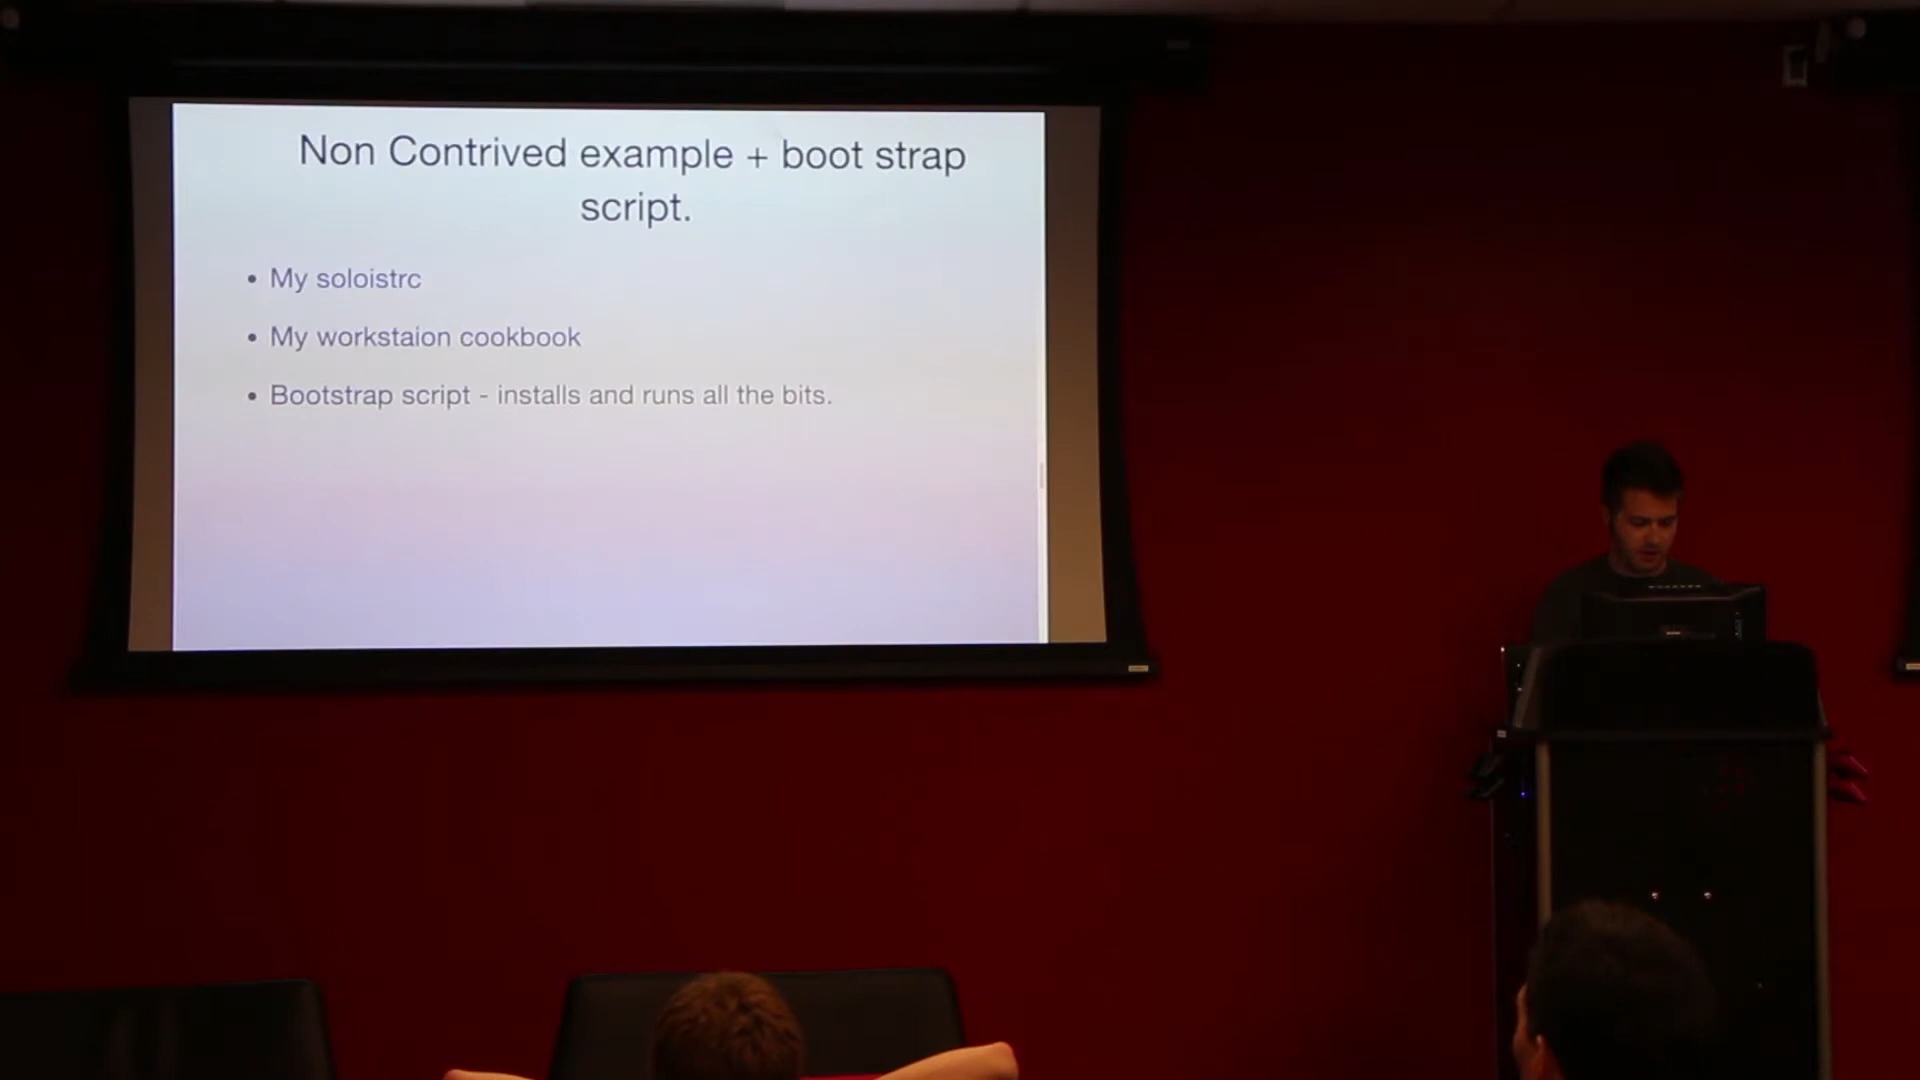 Non Contrived example + boot strap
script.
• My soloistrc
• My workstaion cookbook
• Bootstrap script - installs and runs all the bits.